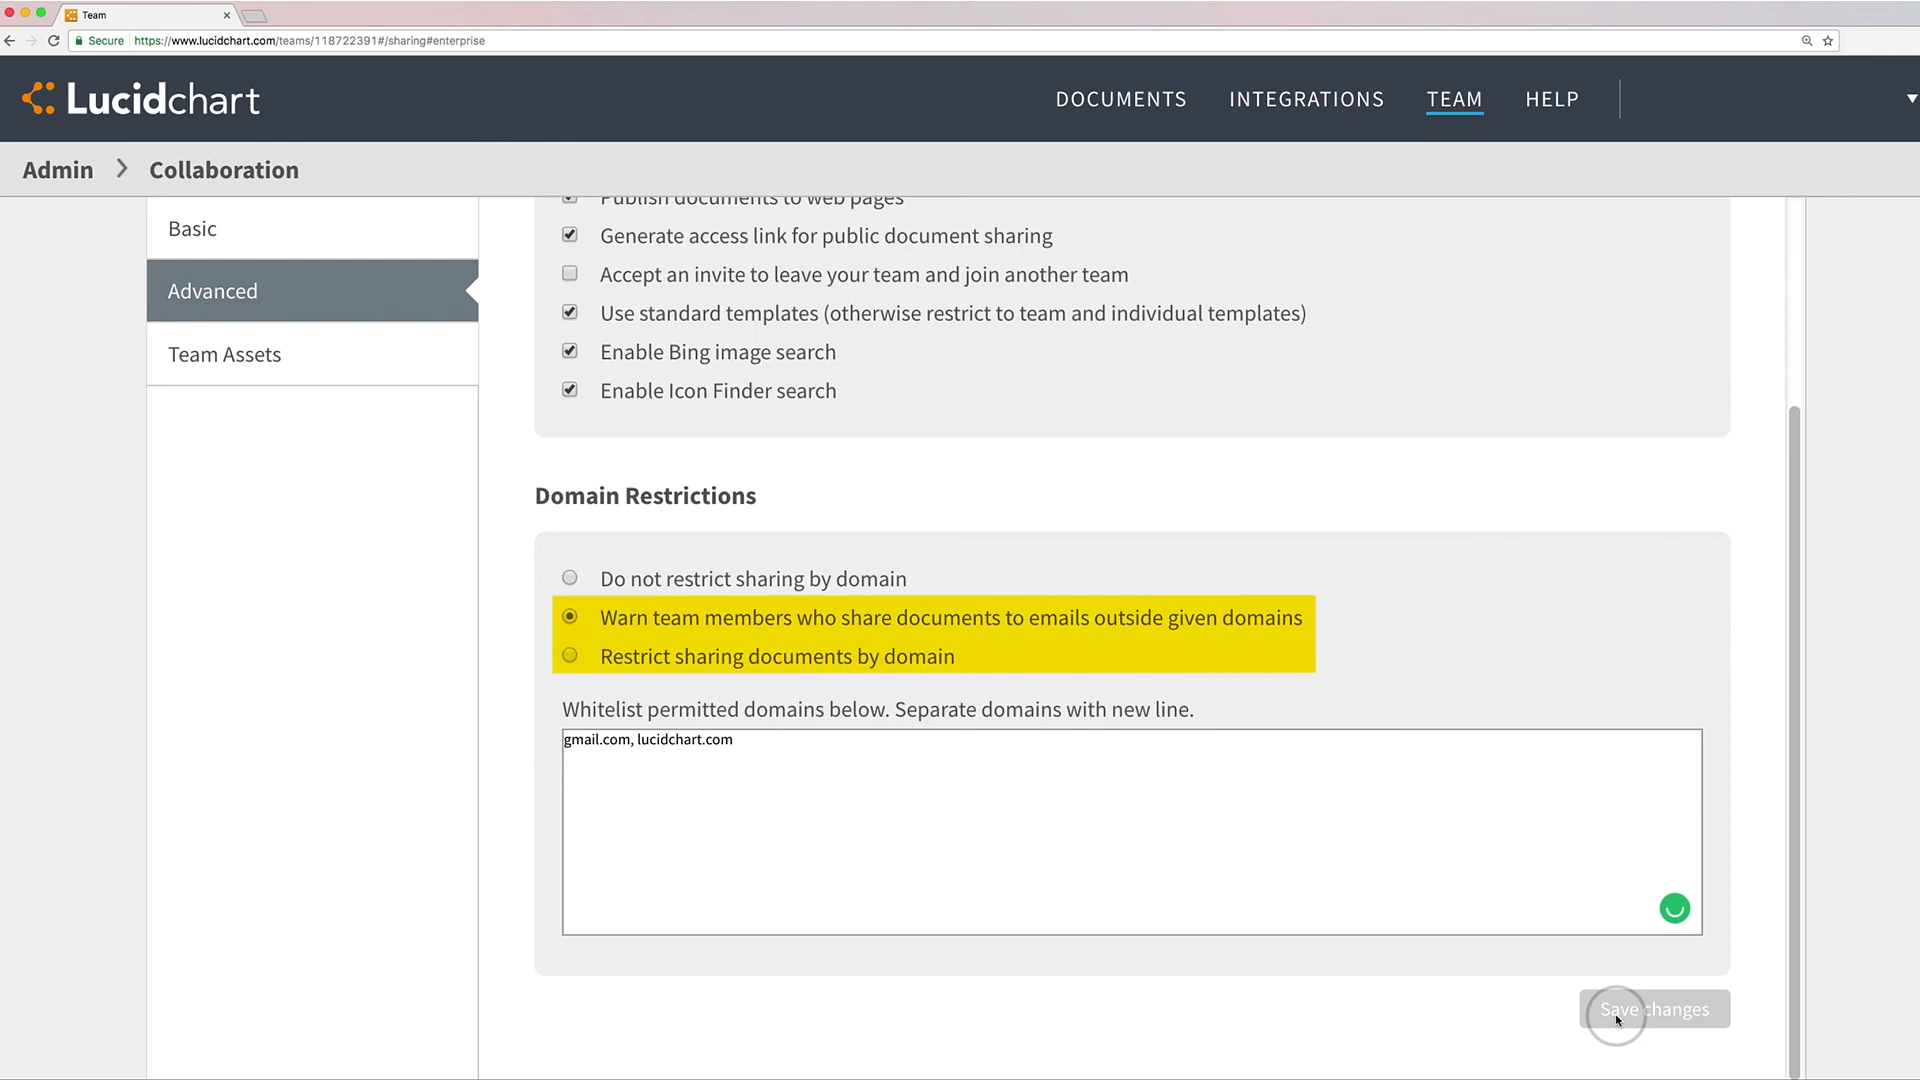 Team
Secure https://www.lucidchart.com/teams/118722391#/sharing#enterprise
Lucidchart
DOCUMENTS INTEGRATIONS TEAM HELP
Admin > Collaboration
Basic
Advanced
Team Assets
Publish documents to web pages
Generate access link for public document sharing
Accept an invite to leave your team and join another team
Use standard templates (otherwise restrict to team and individual templates)
Enable Bing image search
Enable Icon Finder search
Domain Restrictions
Do not restrict sharing by domain
Warn team members who share documents to emails outside given domains
Restrict sharing documents by domain
Whitelist permitted domains below. Separate domains with new line.
gmail.com, lucidchart.com
Save changes